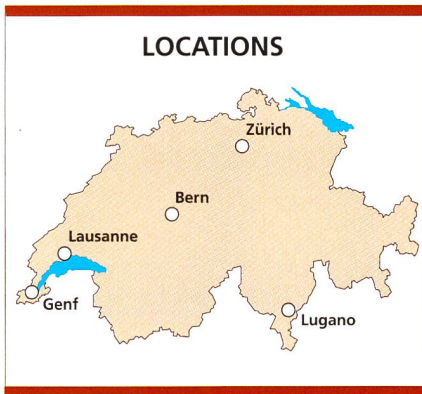 LOCATIONS
Zürich
Bern
Lausanne
Genf
Lugano